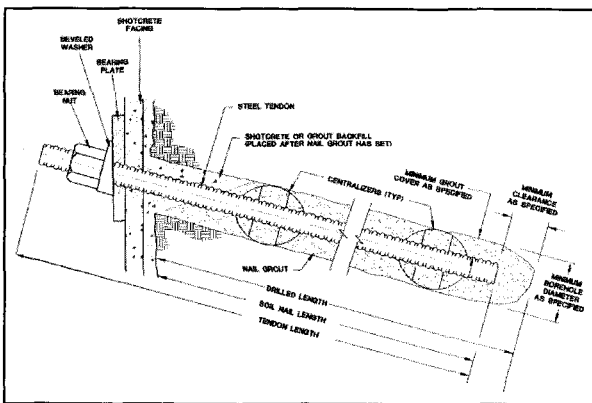 SHOTCRETE
FACING
BEVELED
WASHER
BEARING
PLATE
BEARING
NUT
STEEL TENDON
SHOTCRETE OR GROUT BACKFILL
(PLACED AFTER NAIL GROUT HAS SET)
CENTRALIZERS (TYP)
MINIMUM GROUT
COVER AS SPECIFIED
MINIMUM
CLEARANCE
AS SPECIFIED
NAIL GROUT
DRILLED LENGTH
SOIL NAIL LENGTH
TENDON LENGTH
MINIMUM
BOREHOLE
DIAMETER
AS SPECIFIED